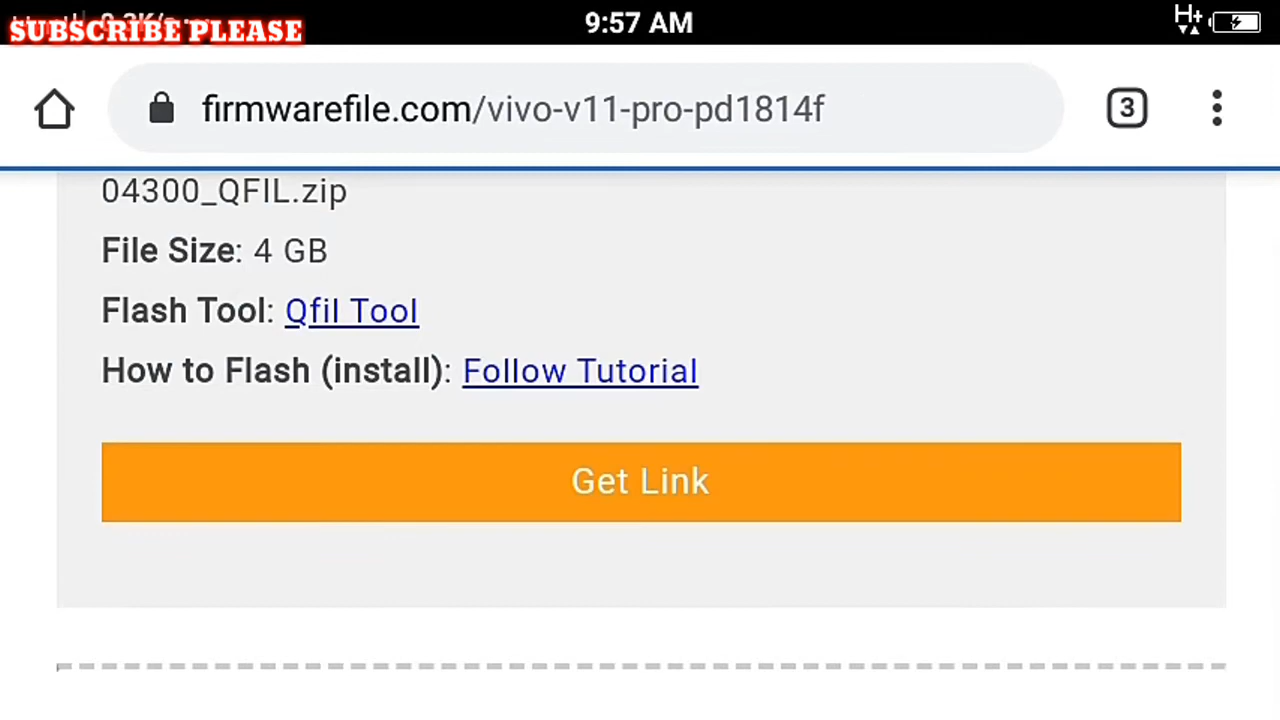 SUBSCRIBE PLEASE
9:57 AM
H+
firmwarefile.com/vivo-v11-pro-pd1814f
3
04300_QFIL.zip
File Size: 4 GB
Flash Tool: Qfil Tool
How to Flash (install): Follow Tutorial
Get Link